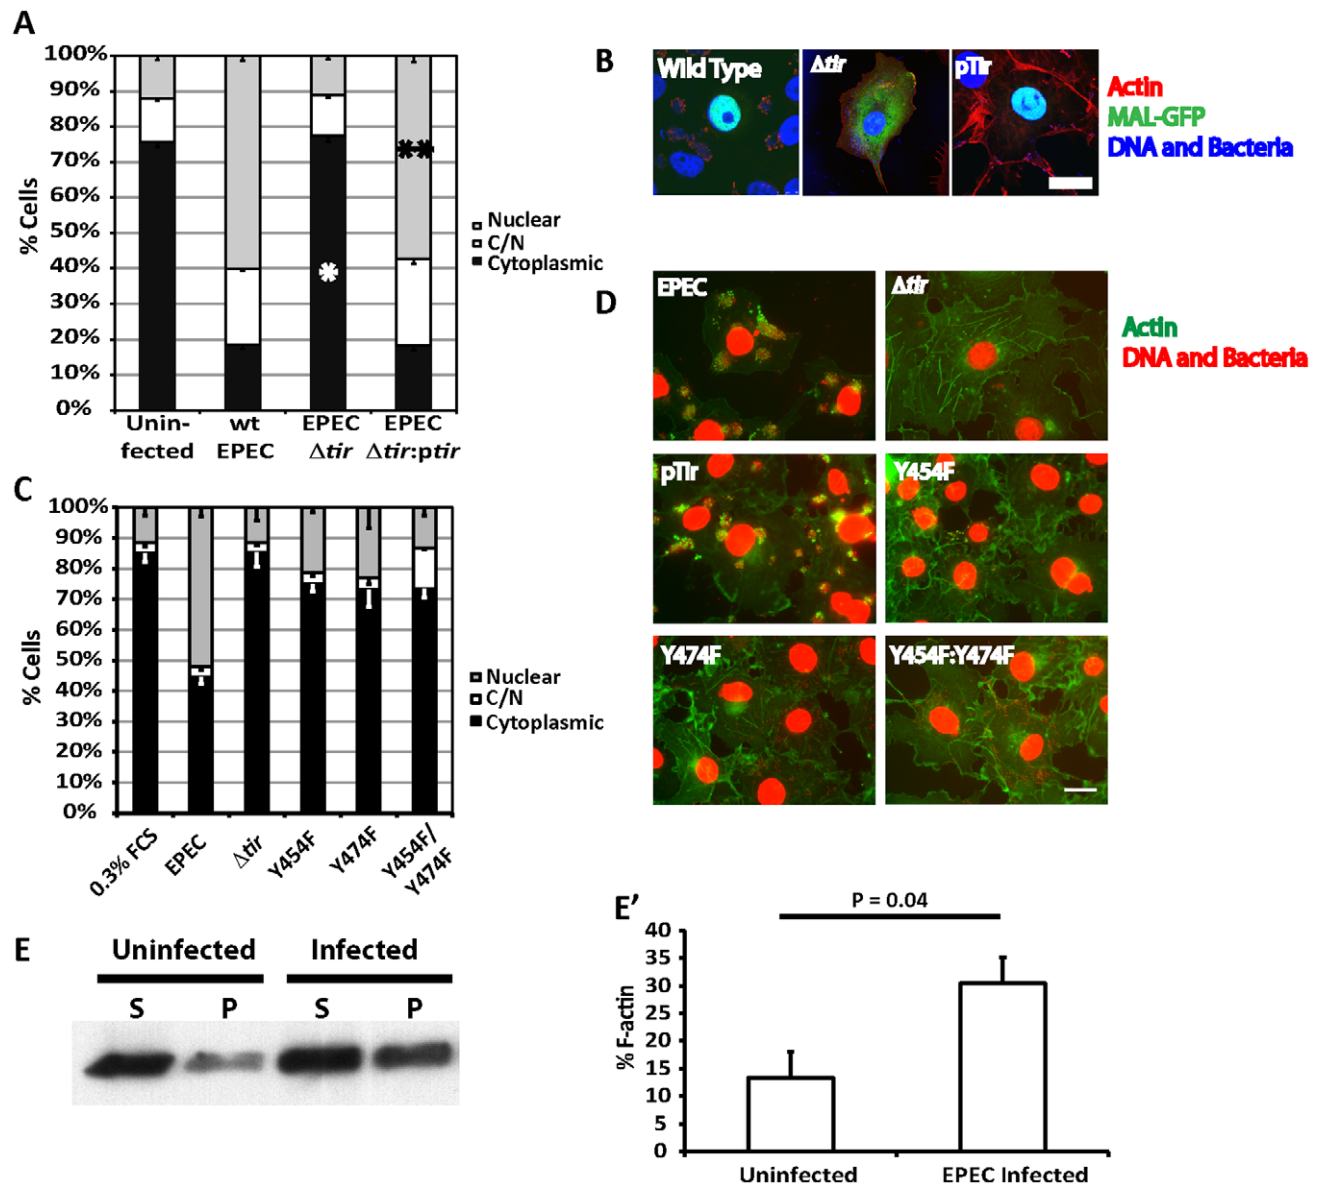 A
100%
90%
80%
70%
60%
50%
40%
30%
20%
10%
0%
% Cells
Nuclear
C/N
Cytoplasmic
Unin-
fected
wt
EPEC
EPEC
Δtir
EPEC
Δtir:ptir
B
Wild Type
Δtir
pTir
Actin
MAL-GFP
DNA and Bacteria
C
100%
90%
80%
70%
60%
50%
40%
30%
20%
10%
0%
% Cells
Nuclear
C/N
Cytoplasmic
0.3% FCS
EPEC
Δtir
Y454F
Y474F
Y454F/
Y474F
D
EPEC
Δtir
Actin
DNA and Bacteria
pTir
Y454F
Y474F
Y454F:Y474F
E
Uninfected
Infected
S
P
S
P
E'
P = 0.04
40
35
30
25
20
15
10
5
0
% F-actin
Uninfected
EPEC Infected